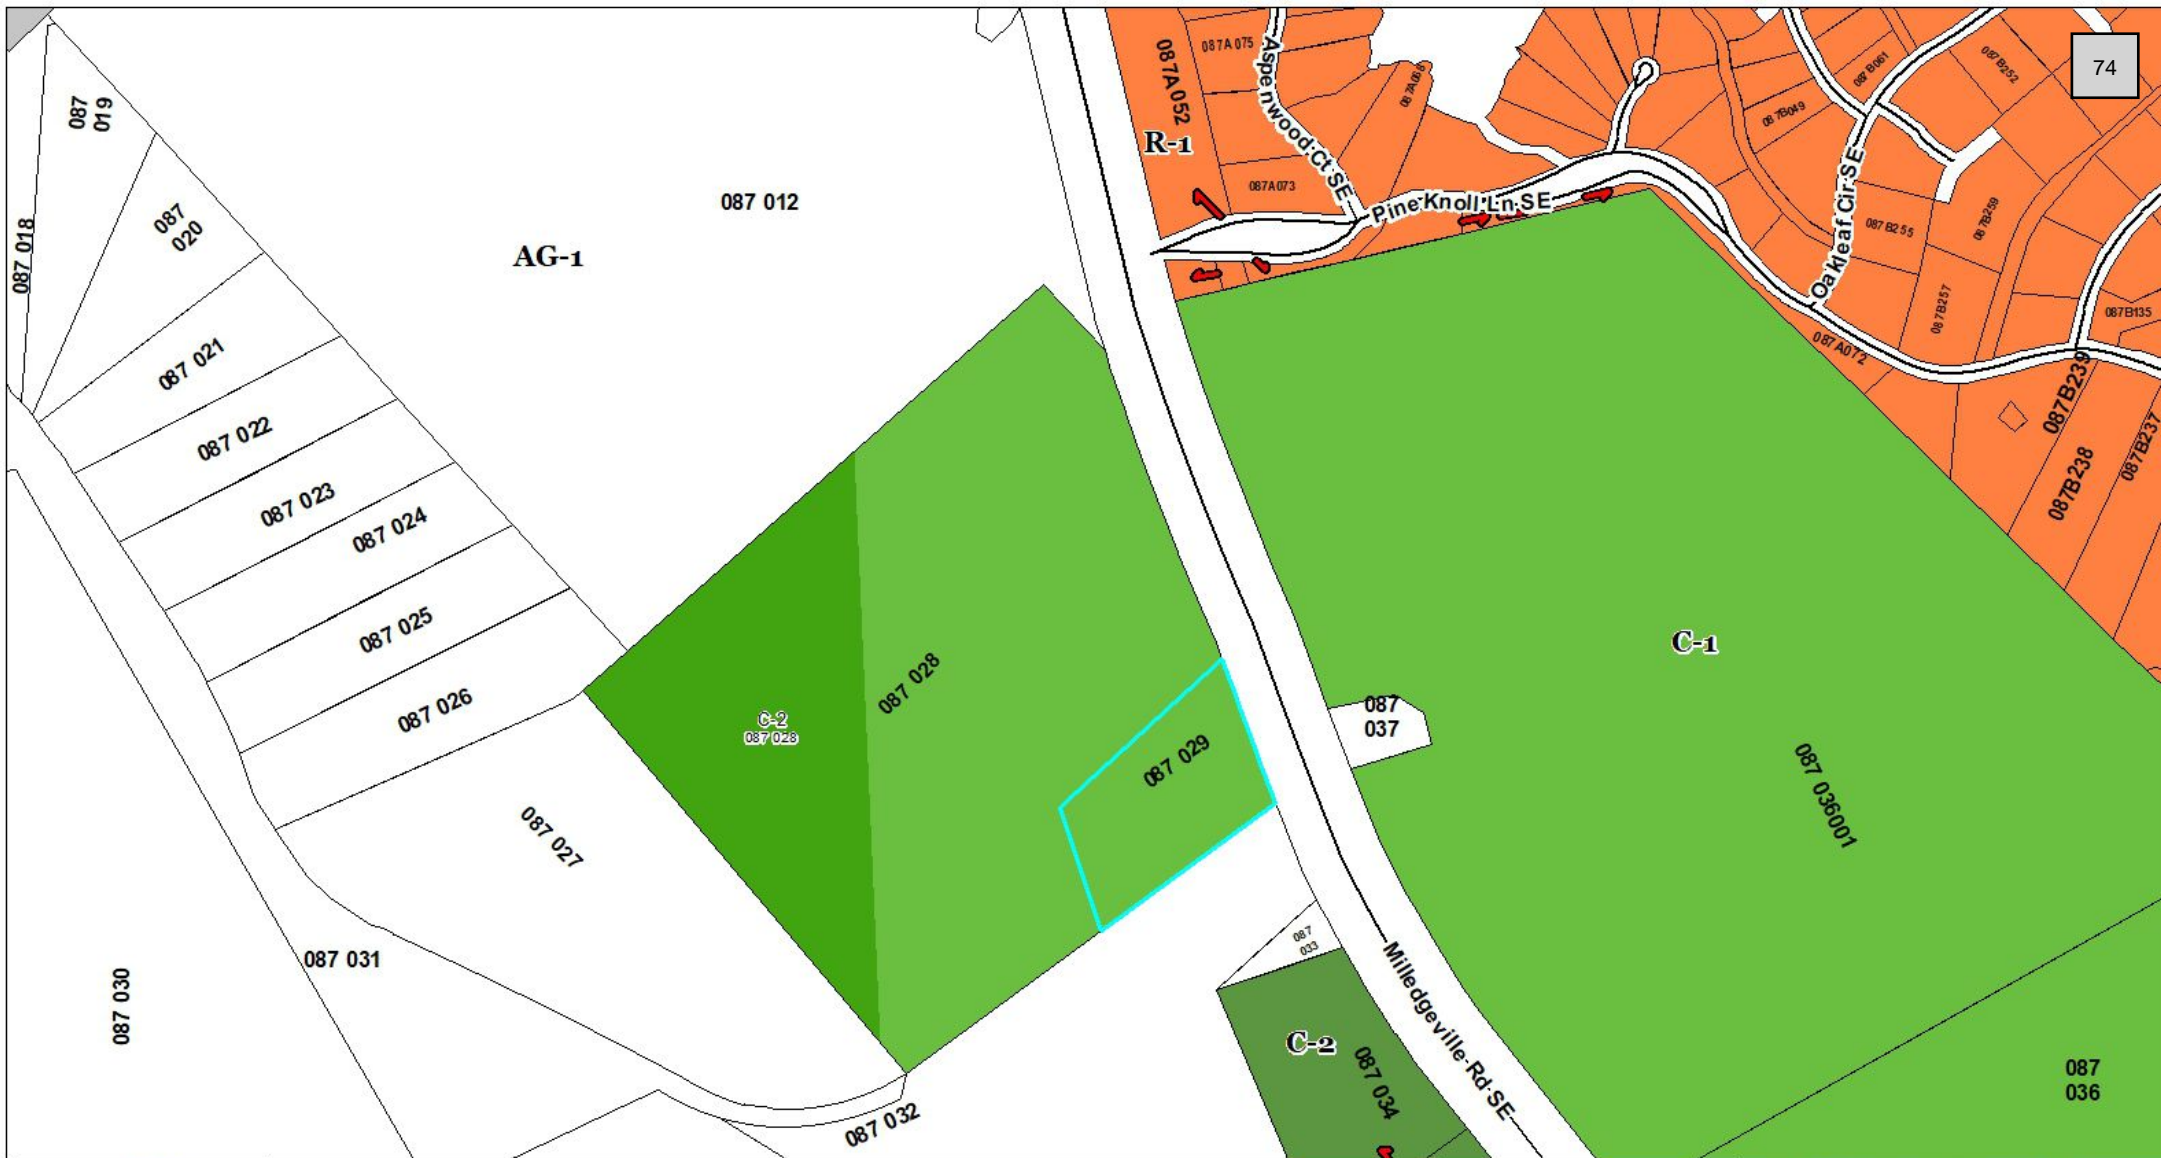 74
087
019
087 018
087
020
087 012
AG-1
087 021
087 022
087 023
087 024
087 025
087 026
087 027
087 031
087 030
087 032
C-2
087 028
087 028
087 029
087
033
C-2
087 034
Milledgeville Rd SE
087
037
C-1
087 036001
087
036
R-1
087A 052
087A 075
Aspenwood Ct SE
087A068
087A073
Pine Knoll Ln SE
087B049
087B061
087B252
Oakleaf Cir SE
087B255
087B259
087B257
087B135
087A072
087B239
087B238
087B237